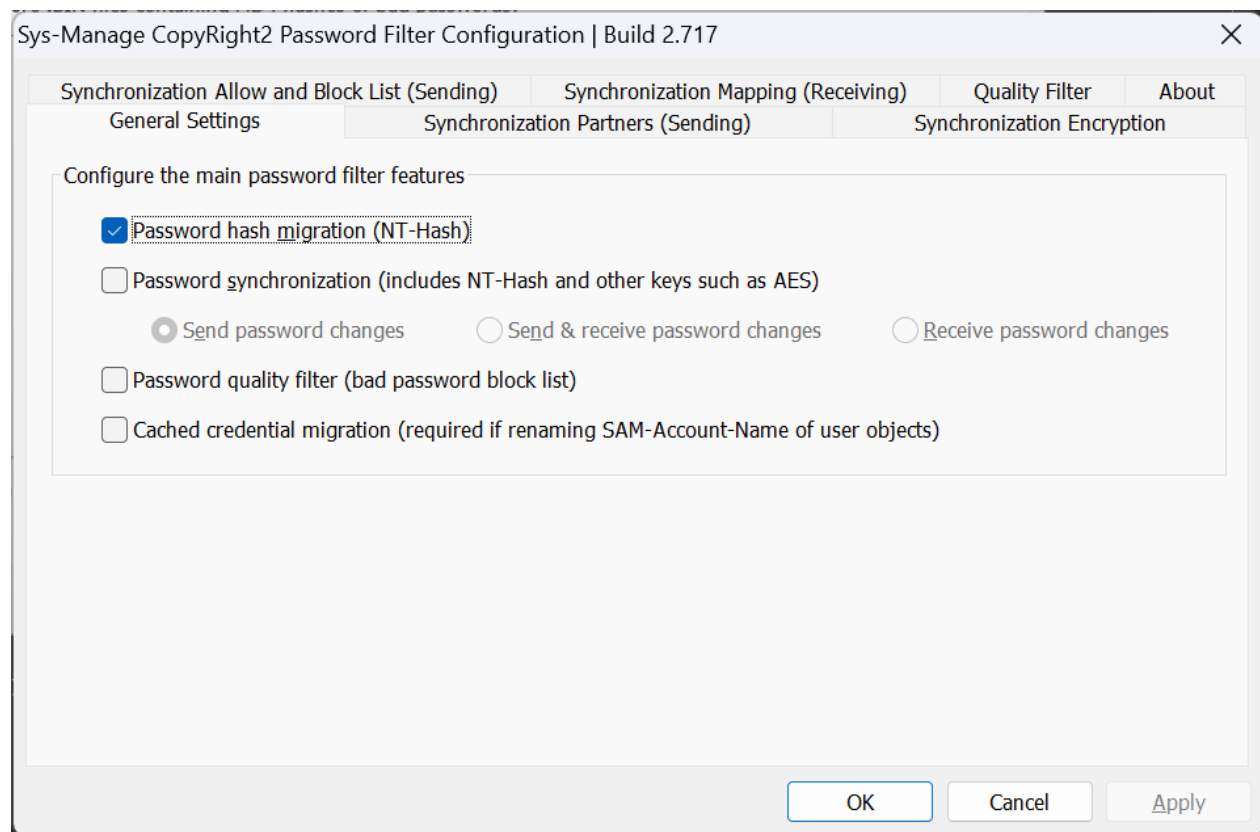 Sys-Manage CopyRight2 Password Filter Configuration | Build 2.717
Synchronization Allow and Block List (Sending) Synchronization Mapping (Receiving) Quality Filter About
General Settings Synchronization Partners (Sending) Synchronization Encryption
Configure the main password filter features
Password hash migration (NT-Hash)
Password synchronization (includes NT-Hash and other keys such as AES)
Send password changes Send & receive password changes Receive password changes
Password quality filter (bad password block list)
Cached credential migration (required if renaming SAM-Account-Name of user objects)
OK Cancel Apply